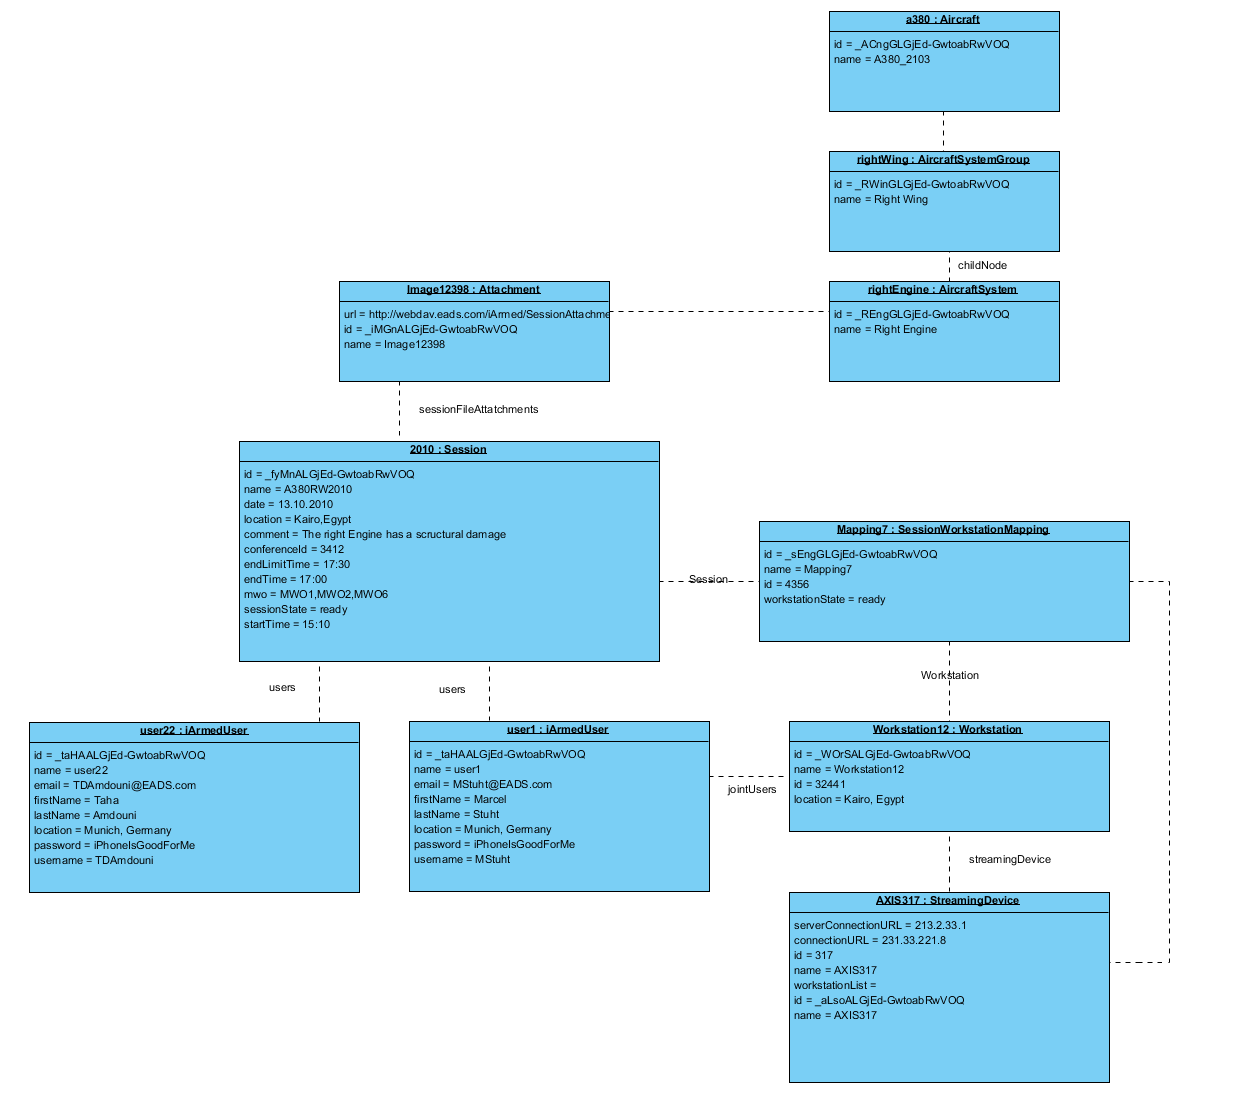 a380 : Aircraft
id = _ACngGLGjEd-GwtoabRwVOQ
name = A380_2103
rightWing : AircraftSystemGroup
id = _RWinGLGjEd-GwtoabRwVOQ
name = Right Wing
childNode
Image12398 : Attachment
url = http://webdav.eads.com/iArmed/SessionAttachme
id = _iMGnALGjEd-GwtoabRwVOQ
name = Image12398
rightEngine : AircraftSystem
id = _REngGLGjEd-GwtoabRwVOQ
name = Right Engine
sessionFileAttatchments
2010 : Session
id = _fyMnALGjEd-GwtoabRwVOQ
name = A380RW2010
date = 13.10.2010
location = Kairo,Egypt
comment = The right Engine has a scructural damage
conferenceId = 3412
endLimitTime = 17:30
endTime = 17:00
mwo = MWO1,MWO2,MWO6
sessionState = ready
startTime = 15:10
Session
Mapping7 : SessionWorkstationMapping
id = _sEngGLGjEd-GwtoabRwVOQ
name = Mapping7
id = 4356
workstationState = ready
users
users
Workstation
user22 : iArmedUser
id = _taHAALGjEd-GwtoabRwVOQ
name = user22
email = TDAmdouni@EADS.com
firstName = Taha
lastName = Amdouni
location = Munich, Germany
password = iPhoneIsGoodForMe
username = TDAmdouni
user1 : iArmedUser
id = _taHAALGjEd-GwtoabRwVOQ
name = user1
email = MStuht@EADS.com
firstName = Marcel
lastName = Stuht
location = Munich, Germany
password = iPhoneIsGoodForMe
username = MStuht
jointUsers
Workstation12 : Workstation
id = _WOrSALGjEd-GwtoabRwVOQ
name = Workstation12
id = 32441
location = Kairo, Egypt
streamingDevice
AXIS317 : StreamingDevice
serverConnectionURL = 213.2.33.1
connectionURL = 231.33.221.8
id = 317
name = AXIS317
workstationList =
id = _aLsoALGjEd-GwtoabRwVOQ
name = AXIS317